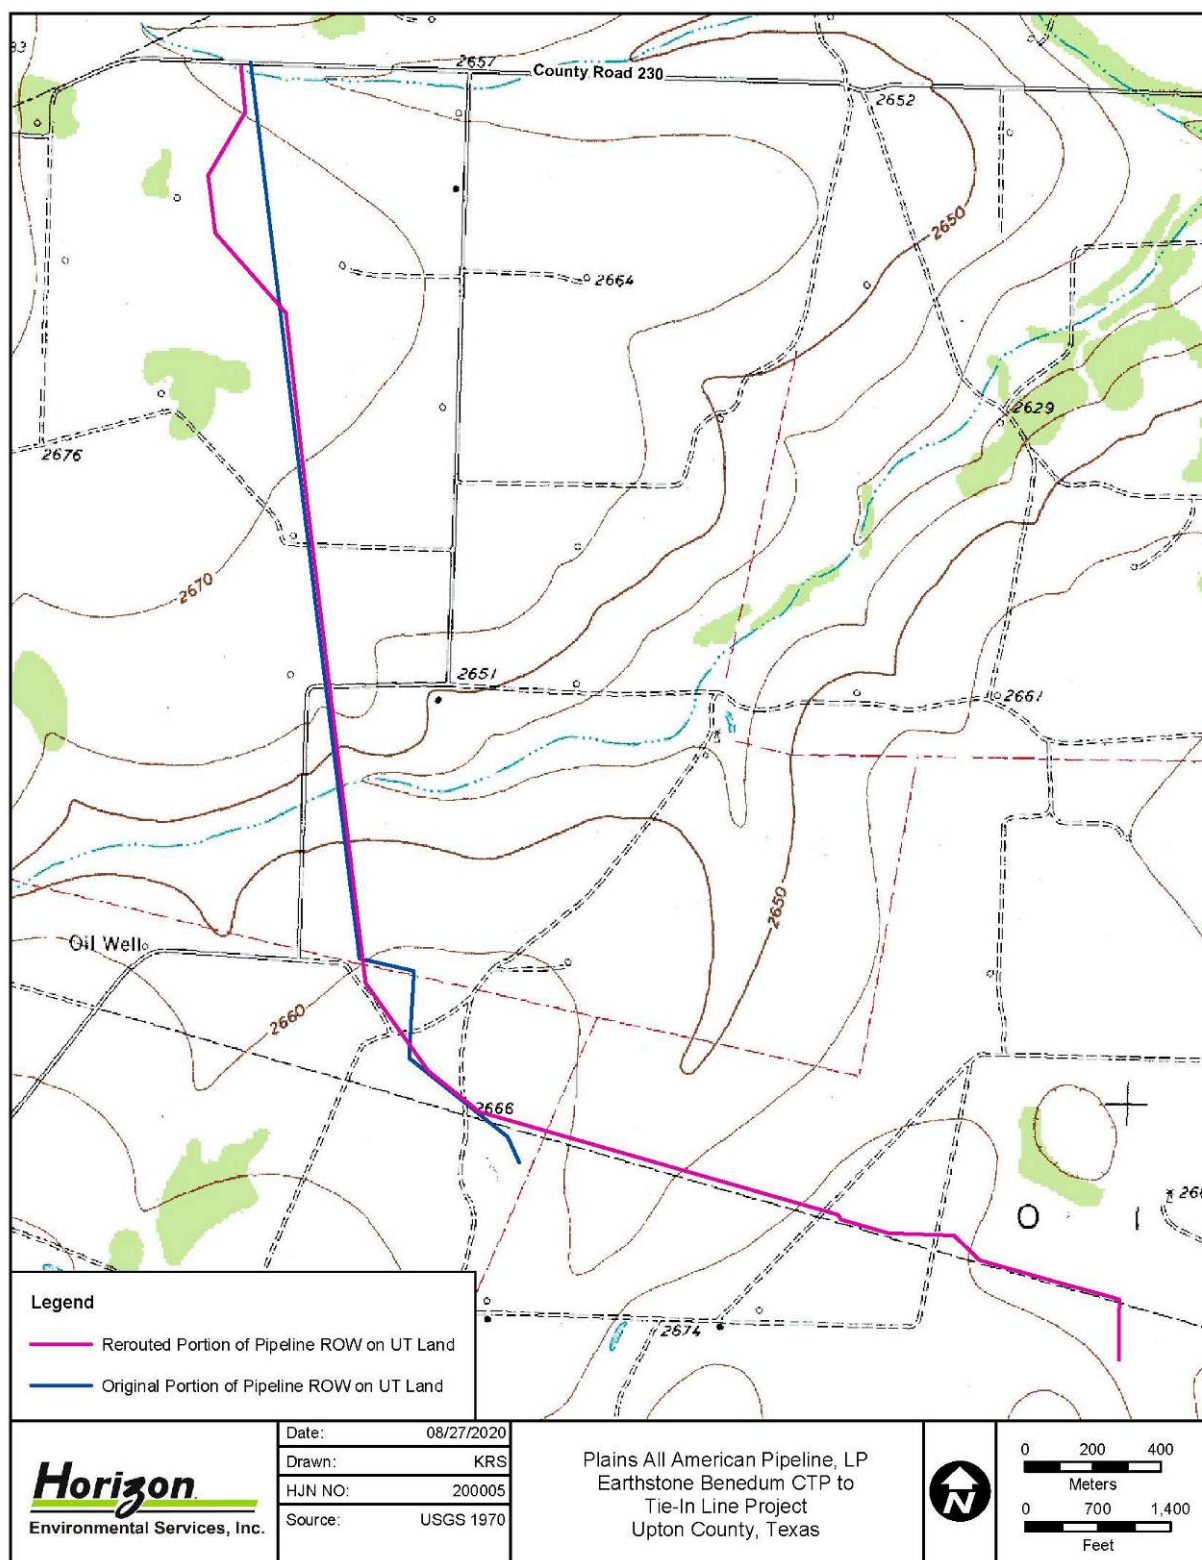 83
2657
County Road 230
2652
2650
2664
2629
2676
2670
2651
2661
Oil Well
2650
2660
2666
O I
2674
Legend
Rerouted Portion of Pipeline ROW on UT Land
Original Portion of Pipeline ROW on UT Land
Horizon
Environmental Services, Inc.
Date: 08/27/2020
Drawn: KRS
HJN NO: 200005
Source: USGS 1970
Plains All American Pipeline, LP
Earthstone Benedum CTP to
Tie-In Line Project
Upton County, Texas
N
0 200 400
Meters
0 700 1,400
Feet